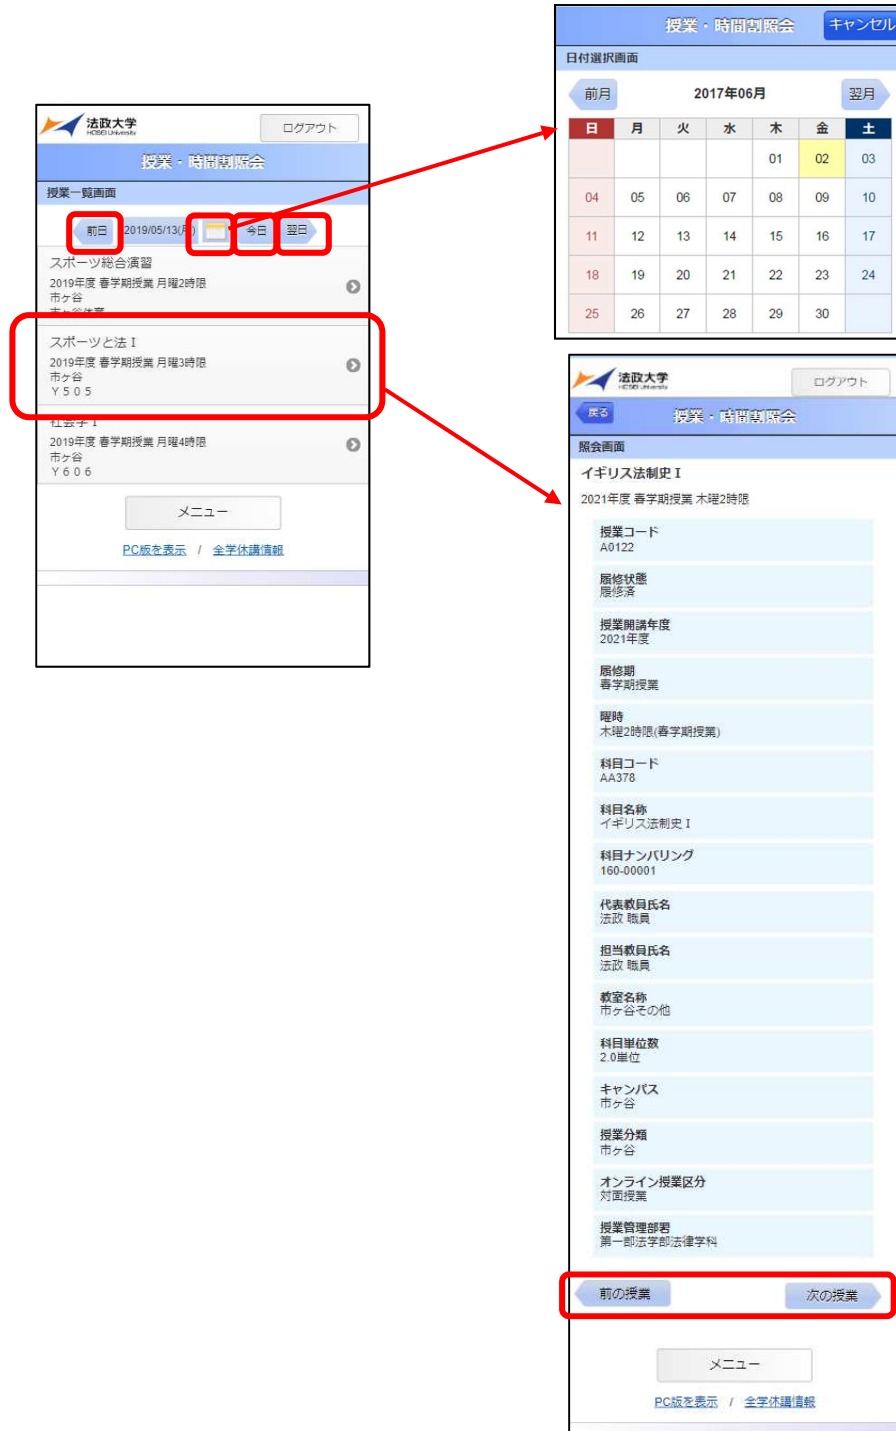 法政大学
HOSEI University
ログアウト
授業・時間割照会
授業一覧画面
前日 2019/05/13(月) 今日 翌日
スポーツ総合演習
2019年度 春学期授業 月曜2時限
市ヶ谷
市ヶ谷体育
スポーツと法Ⅰ
2019年度 春学期授業 月曜3時限
市ヶ谷
Y505
社会学Ⅰ
2019年度 春学期授業 月曜4時限
市ヶ谷
Y606
メニュー
PC版を表示 / 全学休講情報
授業・時間割照会 キャンセル
日付選択画面
前月 2017年06月 翌月
日 月 火 水 木 金 土
01 02 03
04 05 06 07 08 09 10
11 12 13 14 15 16 17
18 19 20 21 22 23 24
25 26 27 28 29 30
法政大学
HOSEI University
ログアウト
戻る 授業・時間割照会
照会画面
イギリス法制史Ⅰ
2021年度 春学期授業 木曜2時限
授業コード
A0122
履修状態
履修済
授業開講年度
2021年度
履修期
春学期授業
曜時
木曜2時限(春学期授業)
科目コード
AA378
科目名称
イギリス法制史Ⅰ
科目ナンバリング
160-00001
代表教員氏名
法政 職員
担当教員氏名
法政 職員
教室名称
市ヶ谷その他
科目単位数
2.0単位
キャンパス
市ヶ谷
授業分類
市ヶ谷
オンライン授業区分
対面授業
授業管理部署
第一部法学部法律学科
前の授業 次の授業
メニュー
PC版を表示 / 全学休講情報